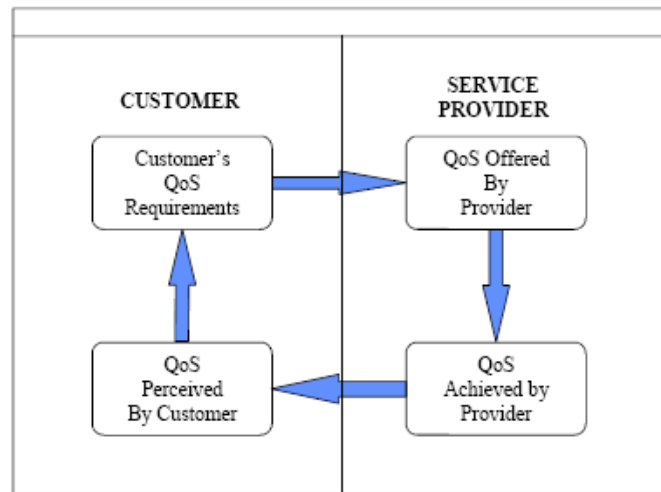 CUSTOMER
SERVICE
PROVIDER
Customer's
QoS
Requirements
QoS Offered
By
Provider
QoS
Perceived
By Customer
QoS
Achieved by
Provider